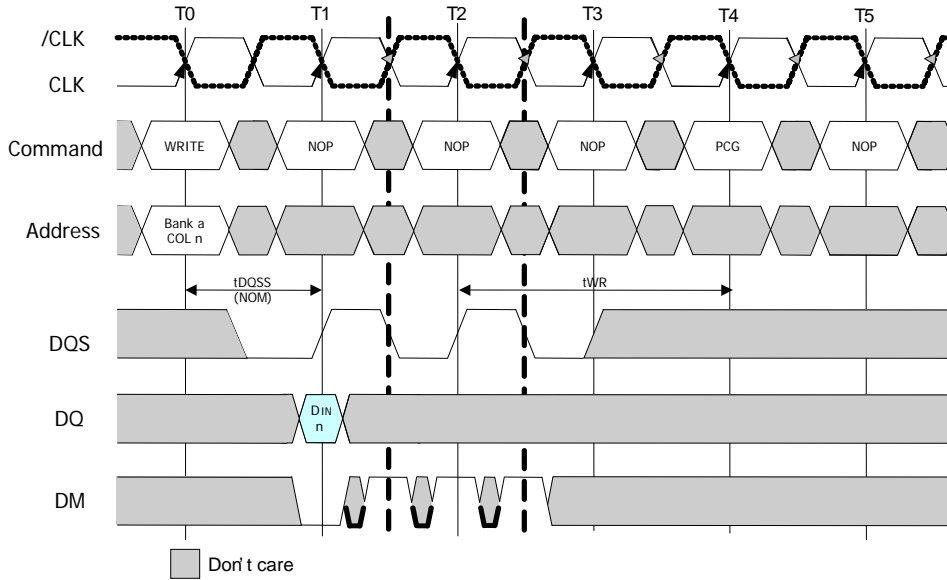 T0 T1 T2 T3 T4 T5
/CLK
CLK
Command WRITE NOP NOP NOP PCG NOP
Address Bank a
COL n
tDQSS
(NOM)
tWR
DQS
DQ DIN
n
DM
Don't care